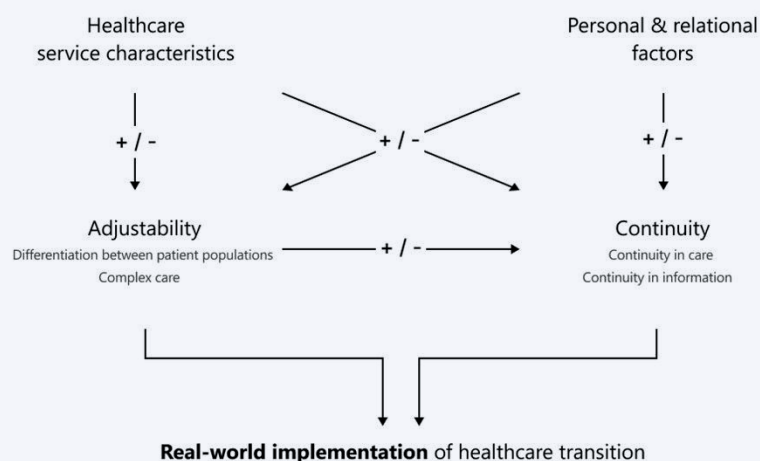 Healthcare
service characteristics
Personal & relational
factors
+ / -
+ / -
+ / -
Adjustability
Differentiation between patient populations
Complex care
+ / -
Continuity
Continuity in care
Continuity in information
Real-world implementation of healthcare transition